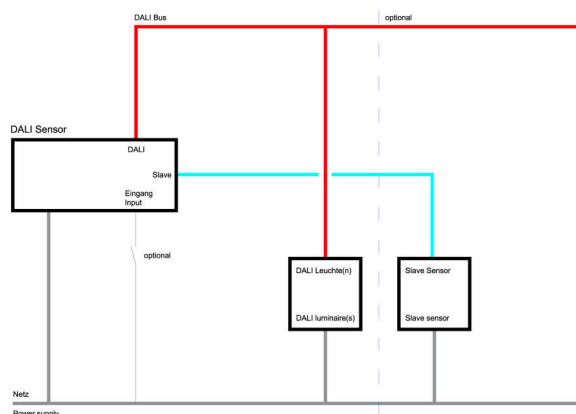 DALI Bus
optional
DALI Sensor
DALI
Slave
Eingang
Input
optional
DALI Leuchte(n)
DALI luminaire(s)
Slave Sensor
Slave sensor
Netz
Power supply